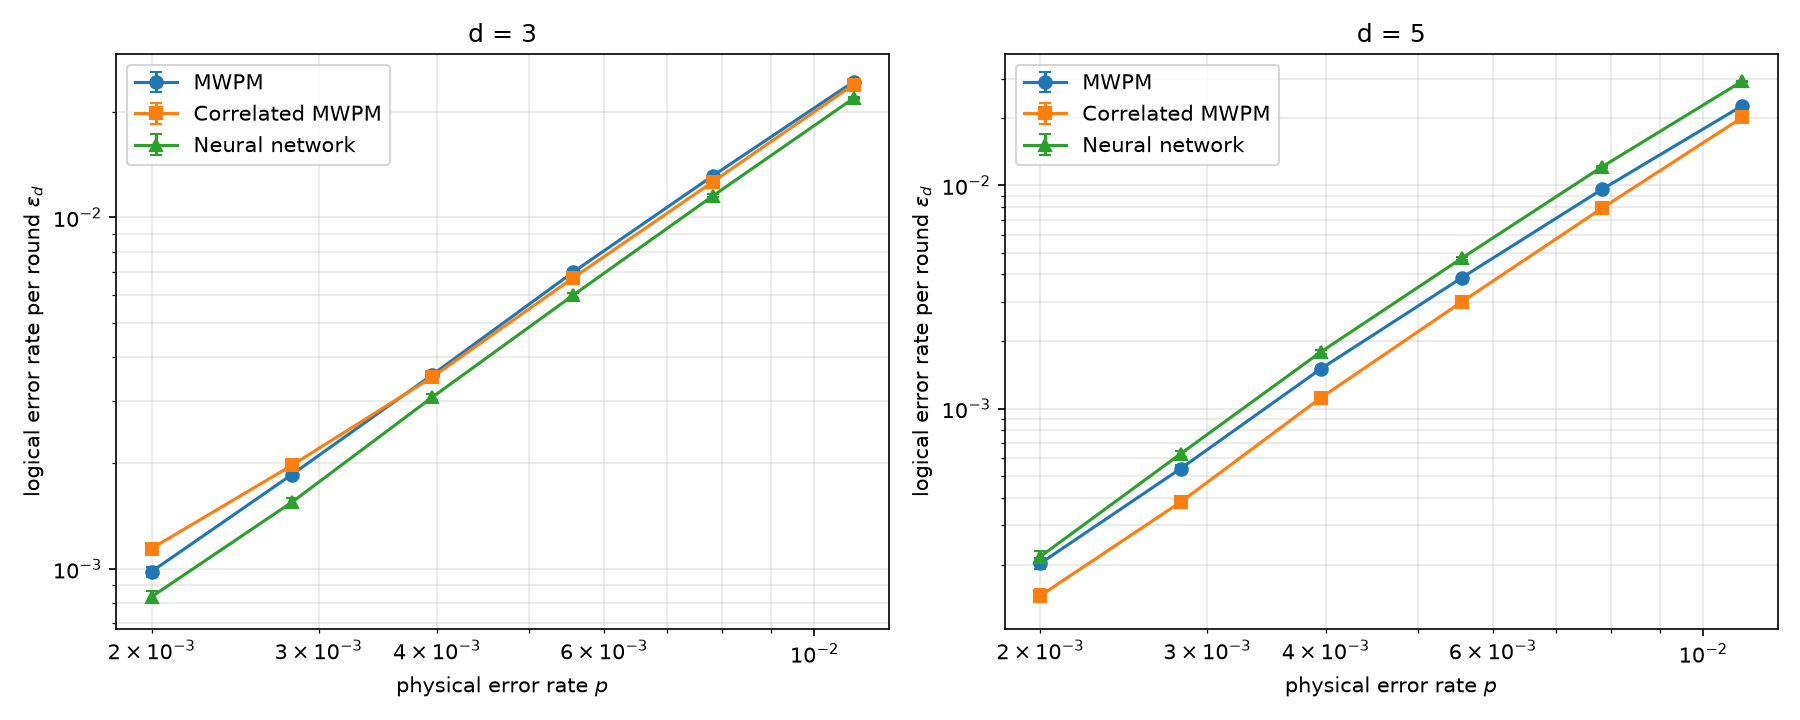 d = 3
MWPM
Correlated MWPM
Neural network
10⁻²
10⁻³
2 × 10⁻³ 3 × 10⁻³ 4 × 10⁻³ 6 × 10⁻³ 10⁻²
logical error rate per round ε_d
physical error rate p
d = 5
MWPM
Correlated MWPM
Neural network
10⁻²
10⁻³
2 × 10⁻³ 3 × 10⁻³ 4 × 10⁻³ 6 × 10⁻³ 10⁻²
logical error rate per round ε_d
physical error rate p